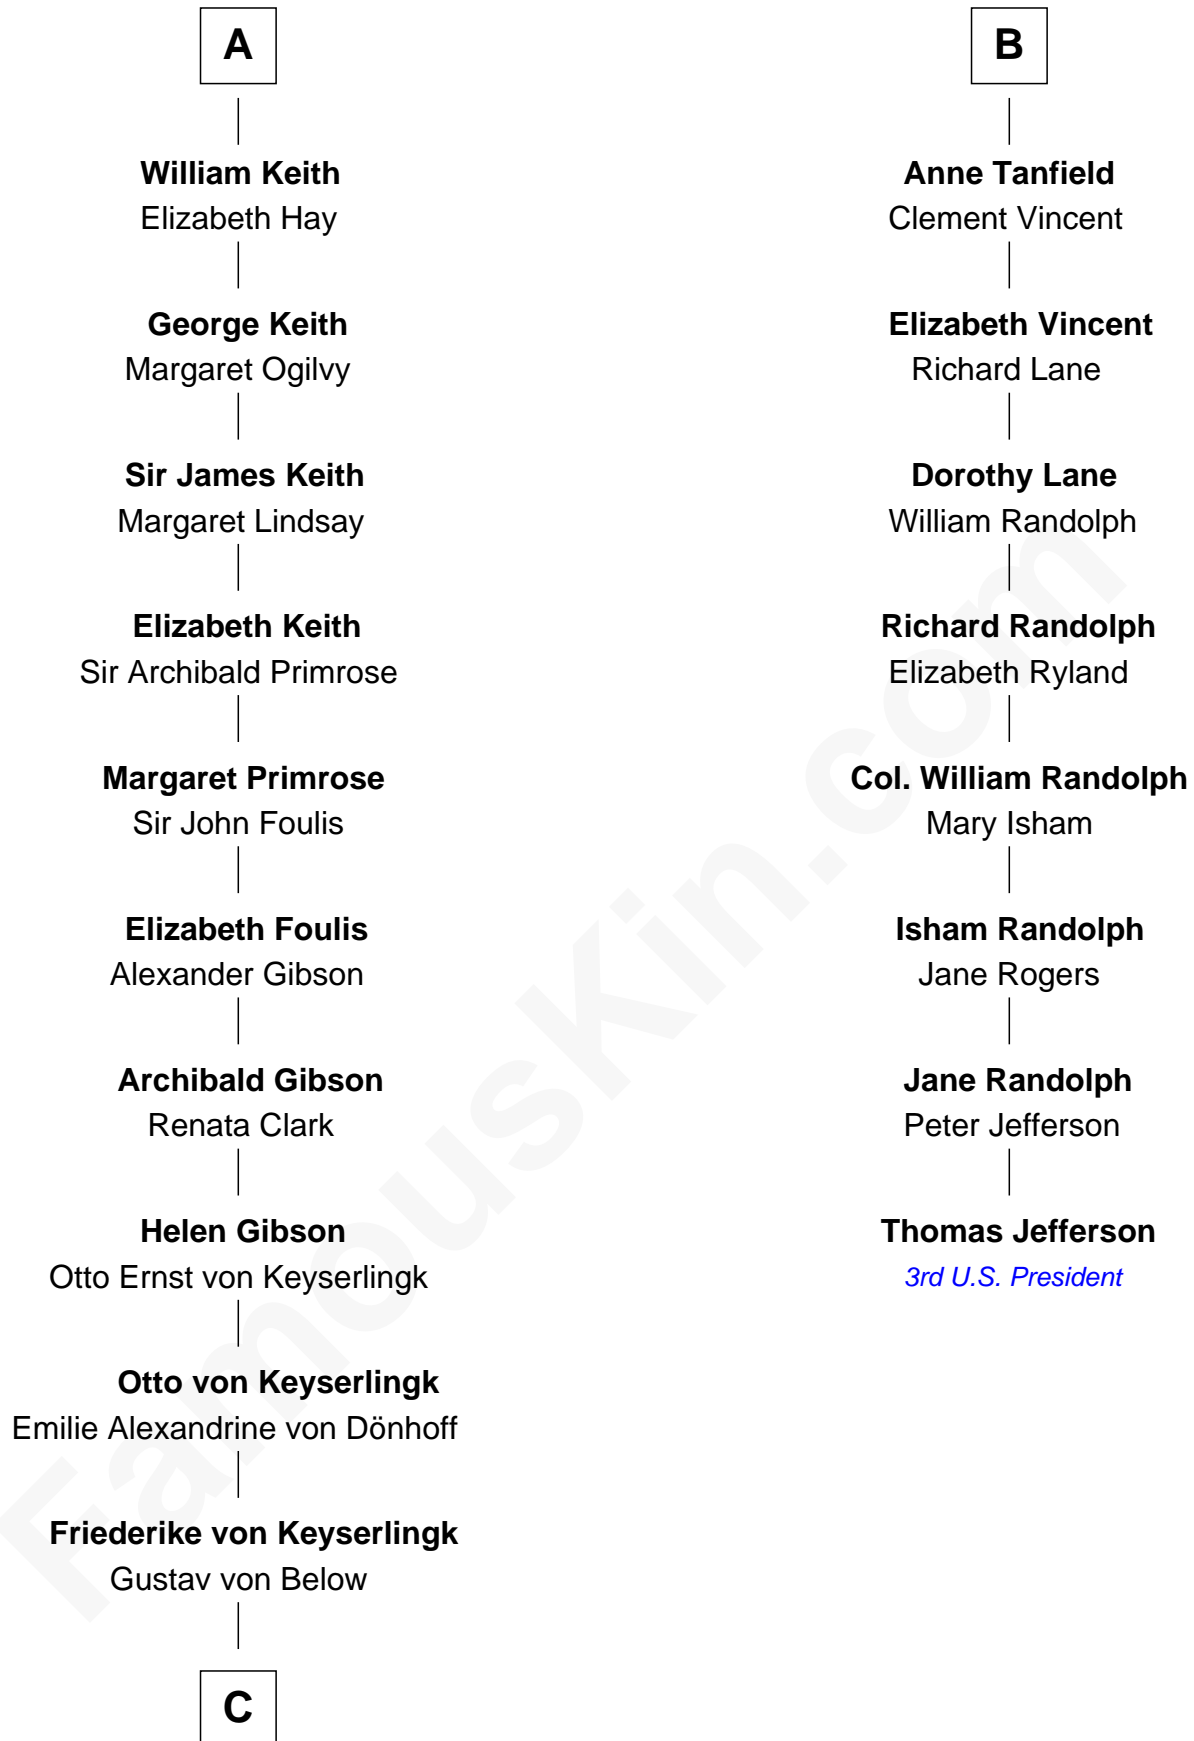 A
William Keith
Elizabeth Hay
George Keith
Margaret Ogilvy
Sir James Keith
Margaret Lindsay
Elizabeth Keith
Sir Archibald Primrose
Margaret Primrose
Sir John Foulis
Elizabeth Foulis
Alexander Gibson
Archibald Gibson
Renata Clark
Helen Gibson
Otto Ernst von Keyserlingk
Otto von Keyserlingk
Emilie Alexandrine von Dönhoff
Friederike von Keyserlingk
Gustav von Below
C
B
Anne Tanfield
Clement Vincent
Elizabeth Vincent
Richard Lane
Dorothy Lane
William Randolph
Richard Randolph
Elizabeth Ryland
Col. William Randolph
Mary Isham
Isham Randolph
Jane Rogers
Jane Randolph
Peter Jefferson
Thomas Jefferson
3rd U.S. President
FamousKin.com